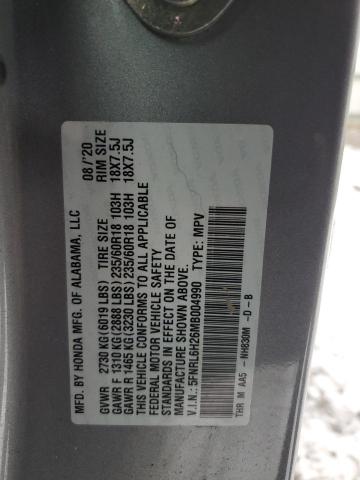 MFD. BY HONDA MFG. OF ALABAMA, LLC 08/'20
GVWR 2730 KG(6019 LBS) TIRE SIZE RIM SIZE
GAWR F 1310 KG(2888 LBS) 235/60R18 103H 18X7.5J
GAWR R 1465 KG(3230 LBS) 235/60R18 103H 18X7.5J
THIS VEHICLE CONFORMS TO ALL APPLICABLE
FEDERAL MOTOR VEHICLE SAFETY
STANDARDS IN EFFECT ON THE DATE OF
MANUFACTURE SHOWN ABOVE.
V.I.N.: 5FNRL6H26MB004990 TYPE: MPV
THR M AA5 -NH830M -D-B